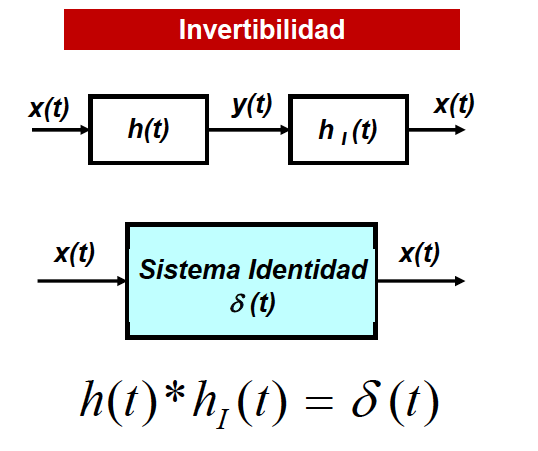 Invertibilidad
x(t) h(t) y(t) h I (t) x(t)
x(t) Sistema Identidad x(t)
δ (t)
h(t)*h_I(t) = δ(t)